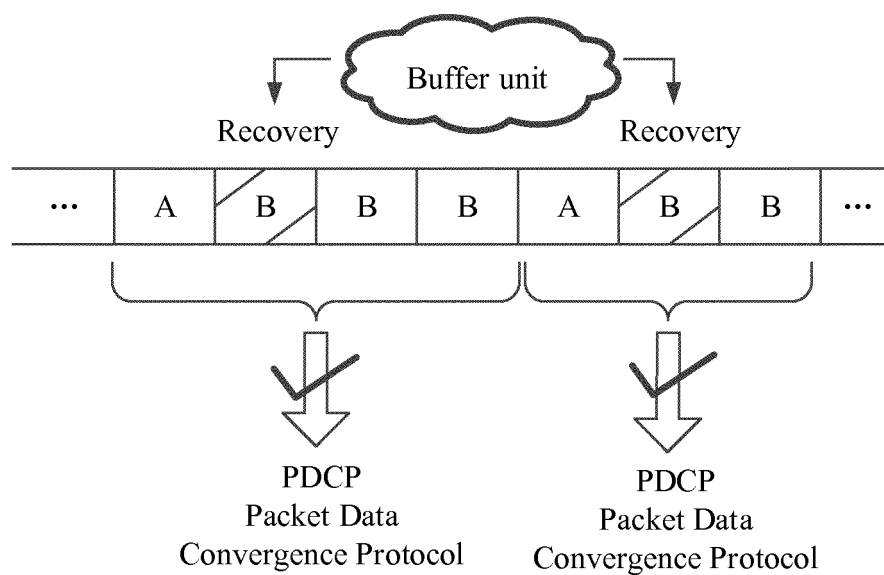 Buffer unit
Recovery Recovery
... A B B B A B B ...
PDCP
Packet Data
Convergence Protocol
PDCP
Packet Data
Convergence Protocol